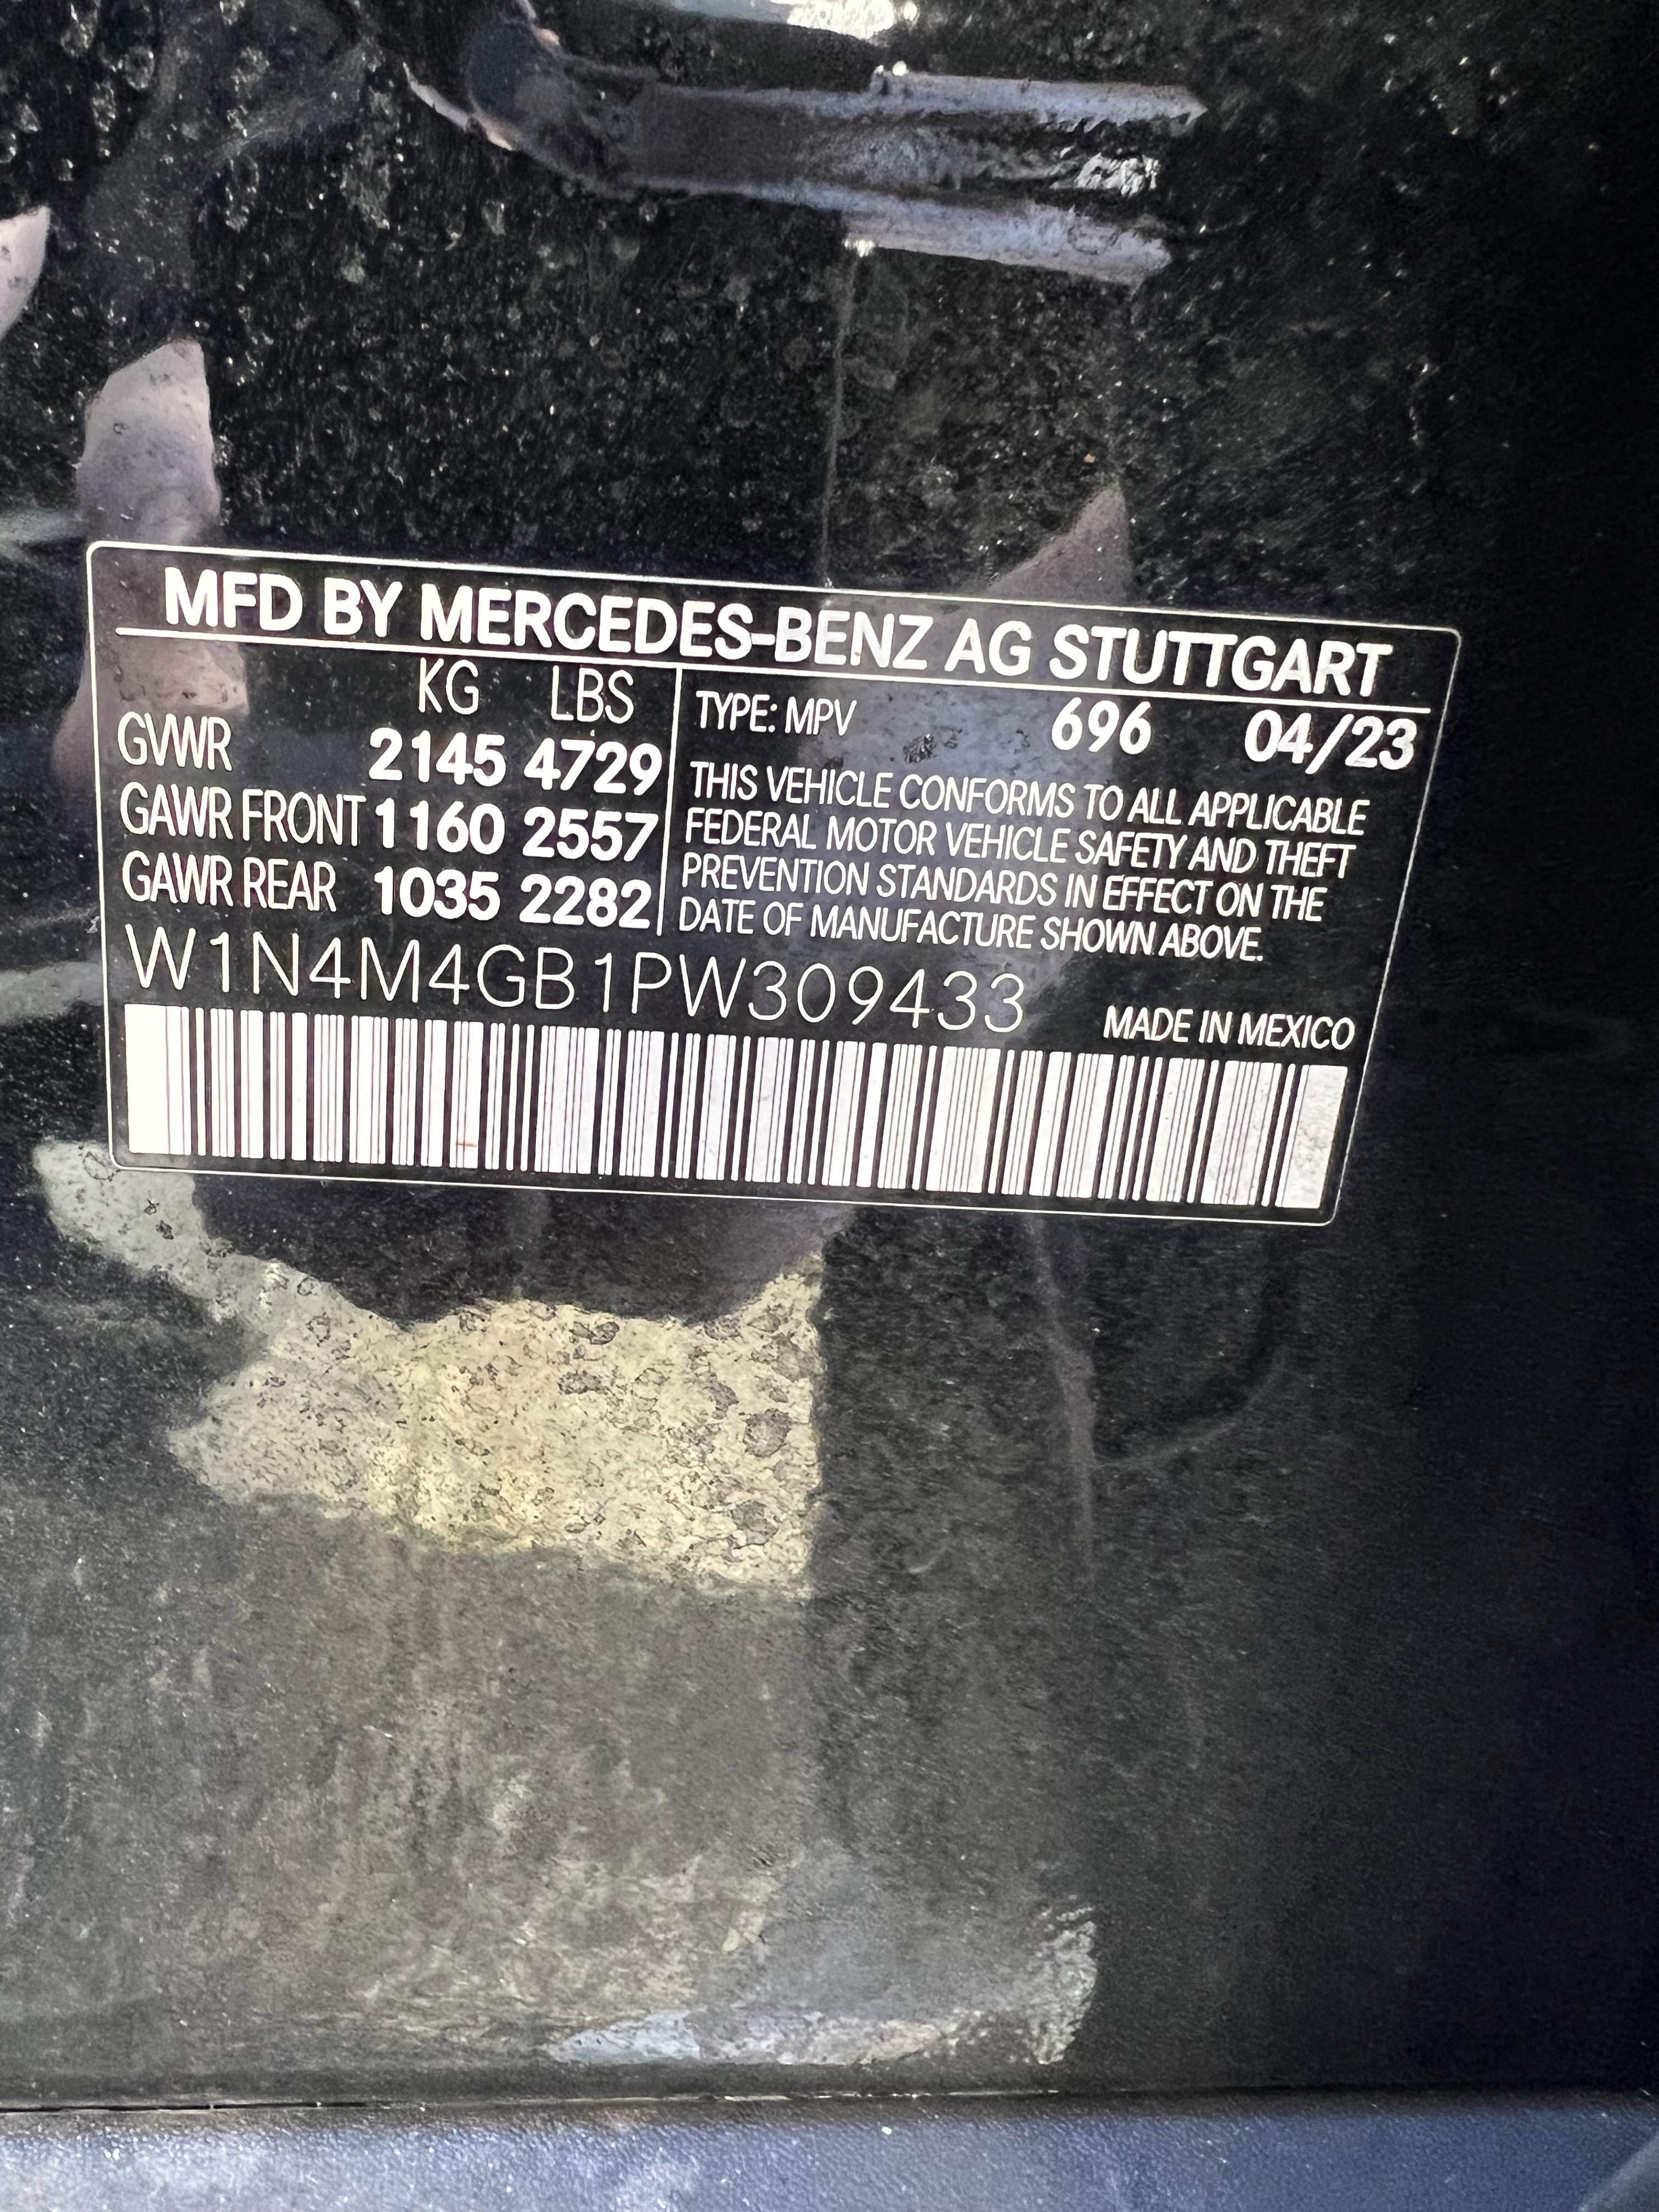 MFD BY MERCEDES-BENZ AG STUTTGART
KG LBS
GVWR 2145 4729
GAWR FRONT 1160 2557
GAWR REAR 1035 2282
TYPE: MPV 696 04/23
THIS VEHICLE CONFORMS TO ALL APPLICABLE
FEDERAL MOTOR VEHICLE SAFETY AND THEFT
PREVENTION STANDARDS IN EFFECT ON THE
DATE OF MANUFACTURE SHOWN ABOVE.
W1N4M4GB1PW309433
MADE IN MEXICO